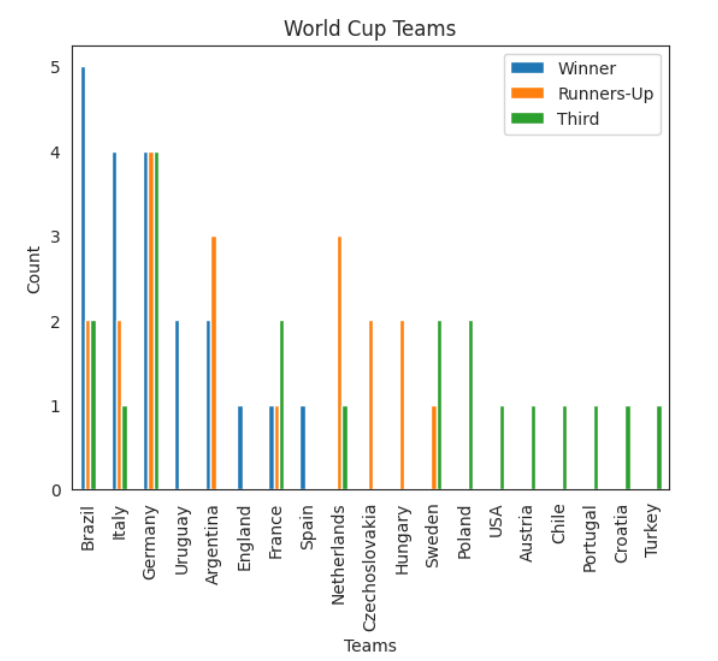 World Cup Teams
Winner
Runners-Up
Third
5
4
3
2
1
0
Count
Brazil
Italy
Germany
Uruguay
Argentina
England
France
Spain
Netherlands
Czechoslovakia
Hungary
Sweden
Poland
USA
Austria
Chile
Portugal
Croatia
Turkey
Teams